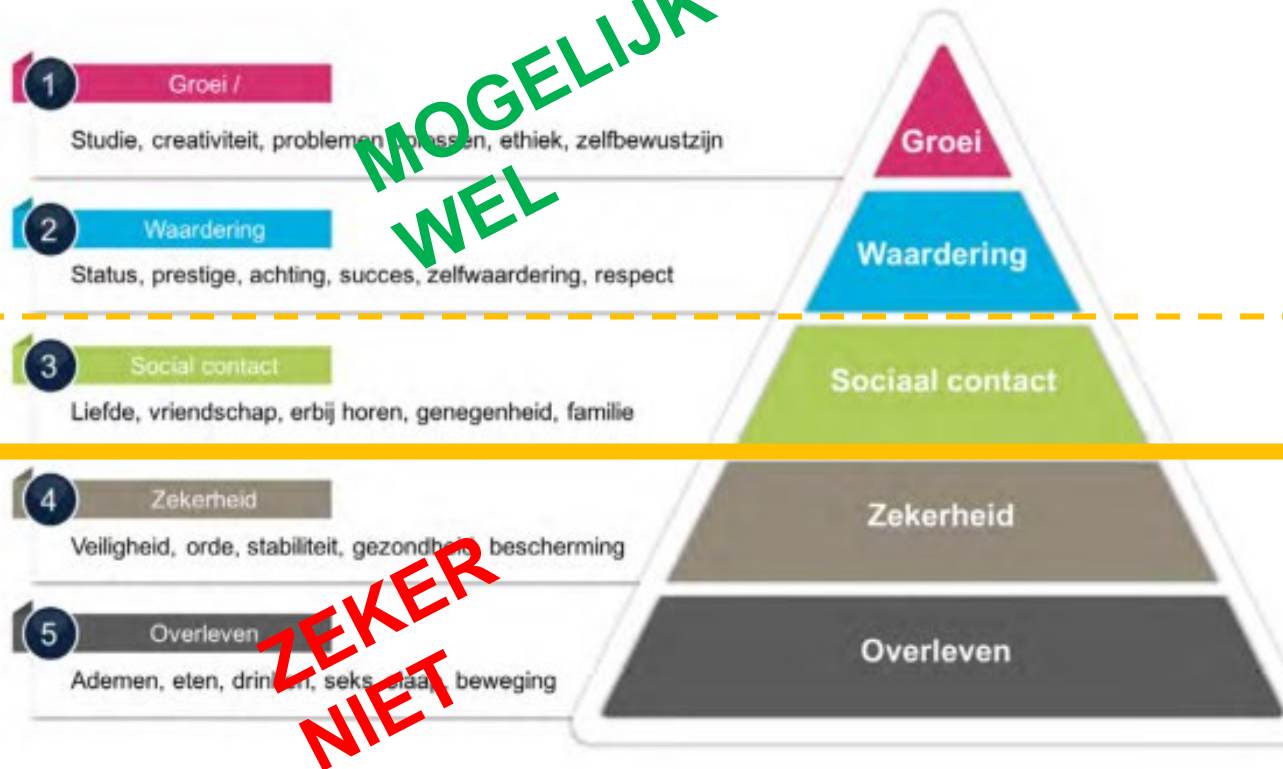 MOGELIJK
WEL
1
Groei /
Studie, creativiteit, problemen oplossen, ethiek, zelfbewustzijn
Groei
2
Waardering
Status, prestige, achting, succes, zelfwaardering, respect
Waardering
3
Social contact
Liefde, vriendschap, erbij horen, genegenheid, familie
Sociaal contact
4
Zekerheid
Veiligheid, orde, stabiliteit, gezondheid, bescherming
Zekerheid
5
Overleven
Ademen, eten, drinken, seks, slaap, beweging
Overleven
ZEKER
NIET